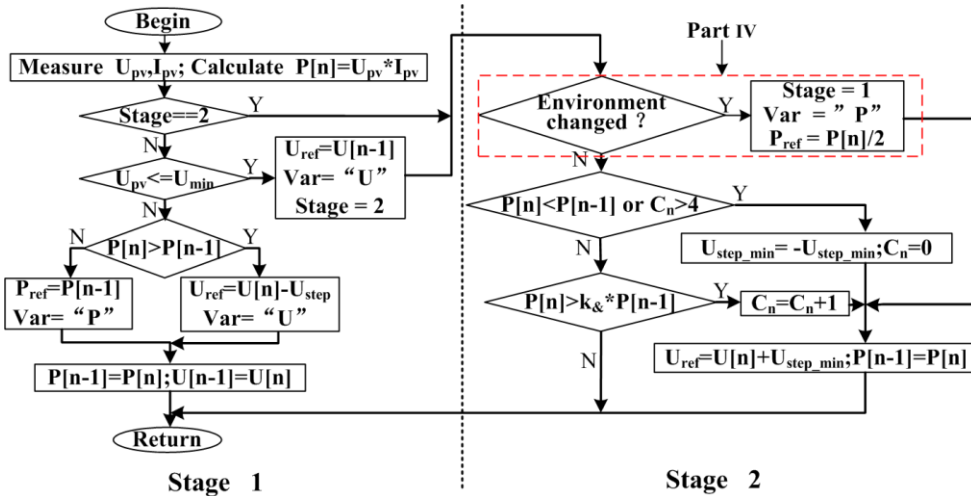 Begin
Measure U_pv,I_pv; Calculate P[n]=U_pv*I_pv
Stage==2
Y
N
U_pv<=U_min
Y
N
U_ref=U[n-1]
Var= “U”
Stage = 2
P[n]>P[n-1]
N
Y
P_ref=P[n-1]
Var= “P”
U_ref=U[n]-U_step
Var= “U”
P[n-1]=P[n];U[n-1]=U[n]
Return
Stage 1
Part IV
Environment
changed ?
Y
N
Stage = 1
Var = ” P”
P_ref = P[n]/2
P[n]<P[n-1] or C_n>4
Y
N
U_step_min= -U_step_min;C_n=0
P[n]>k_&*P[n-1]
Y
N
C_n=C_n+1
U_ref=U[n]+U_step_min;P[n-1]=P[n]
Stage 2